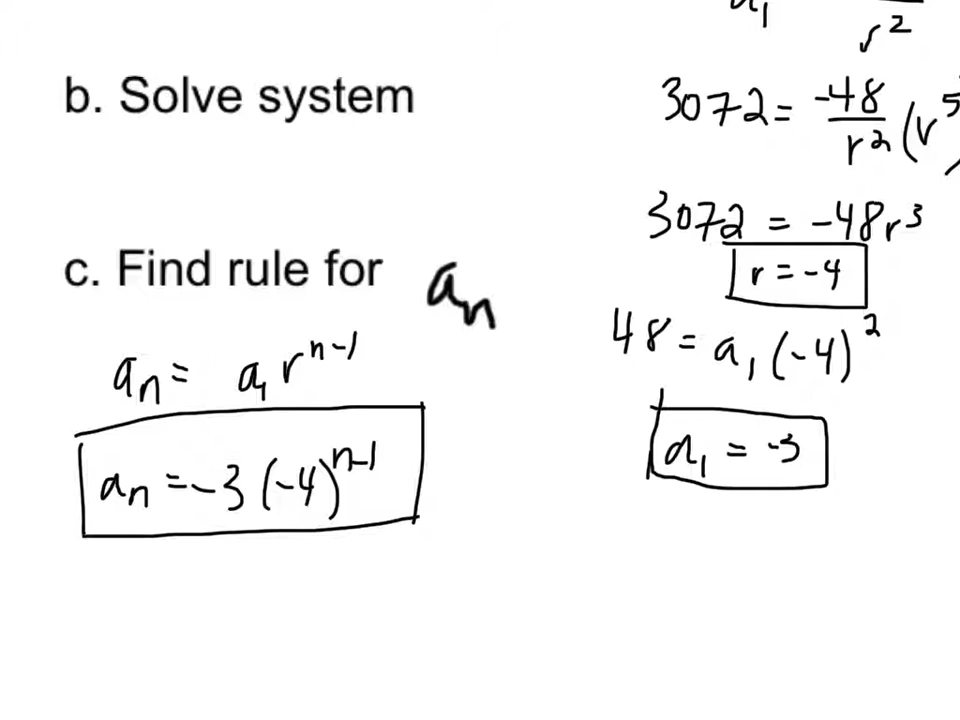 a₁
r²
b. Solve system
3072 = -48/r² (r⁵)
3072 = -48r³
c. Find rule for aₙ
r = -4
48 = a₁(-4)²
aₙ = a₁rⁿ⁻¹
a₁ = -3
aₙ = -3(-4)ⁿ⁻¹